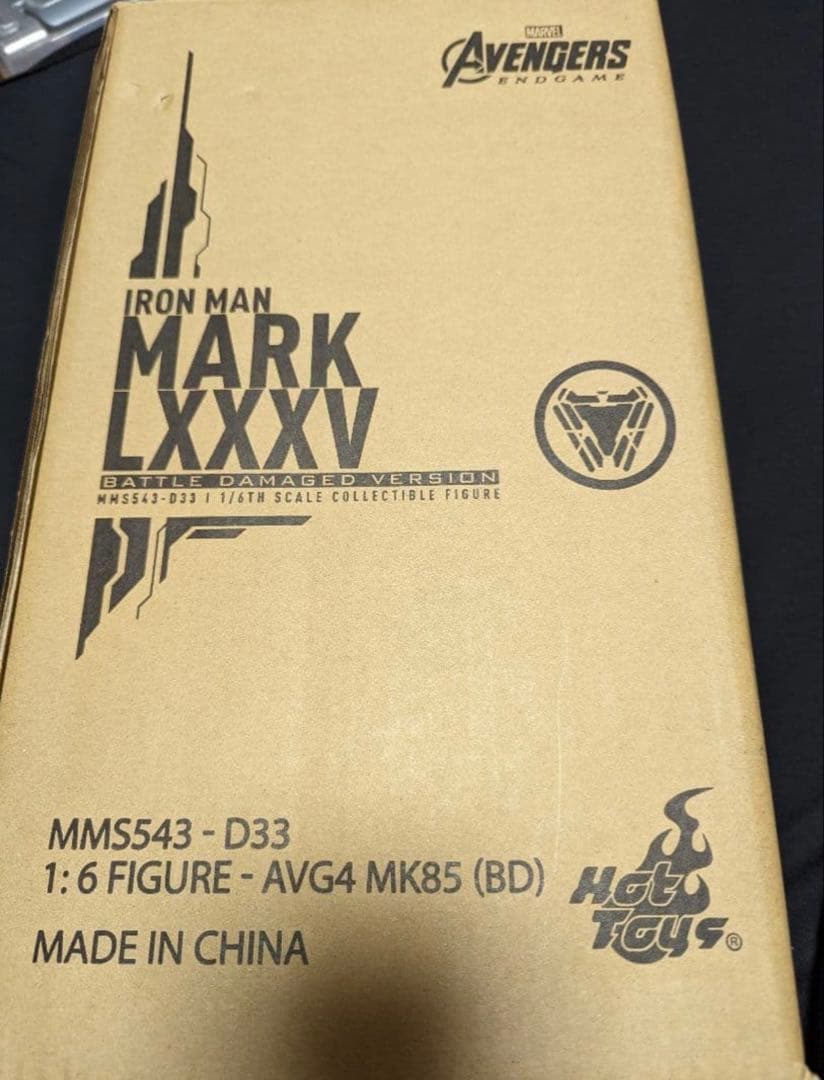 MARVEL
AVENGERS
ENDGAME
IRON MAN
MARK
LXXXV
BATTLE DAMAGED VERSION
MMS543-D33 | 1/6TH SCALE COLLECTIBLE FIGURE
MMS543 - D33
1: 6 FIGURE - AVG4 MK85 (BD)
MADE IN CHINA
Hot
Toys®